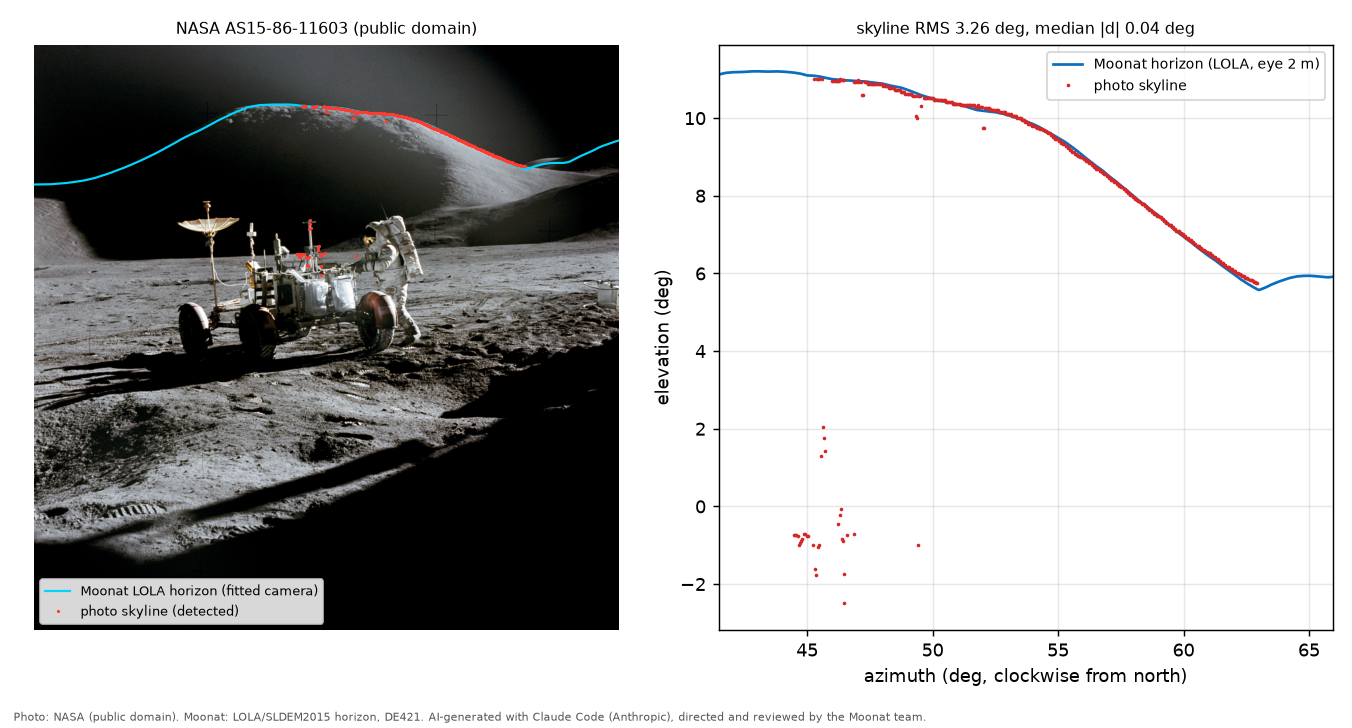 NASA AS15-86-11603 (public domain)
Moonat LOLA horizon (fitted camera)
photo skyline (detected)
skyline RMS 3.26 deg, median |d| 0.04 deg
Moonat horizon (LOLA, eye 2 m)
photo skyline
elevation (deg)
10
8
6
4
2
0
−2
45 50 55 60 65
azimuth (deg, clockwise from north)
Photo: NASA (public domain). Moonat: LOLA/SLDEM2015 horizon, DE421. AI-generated with Claude Code (Anthropic), directed and reviewed by the Moonat team.